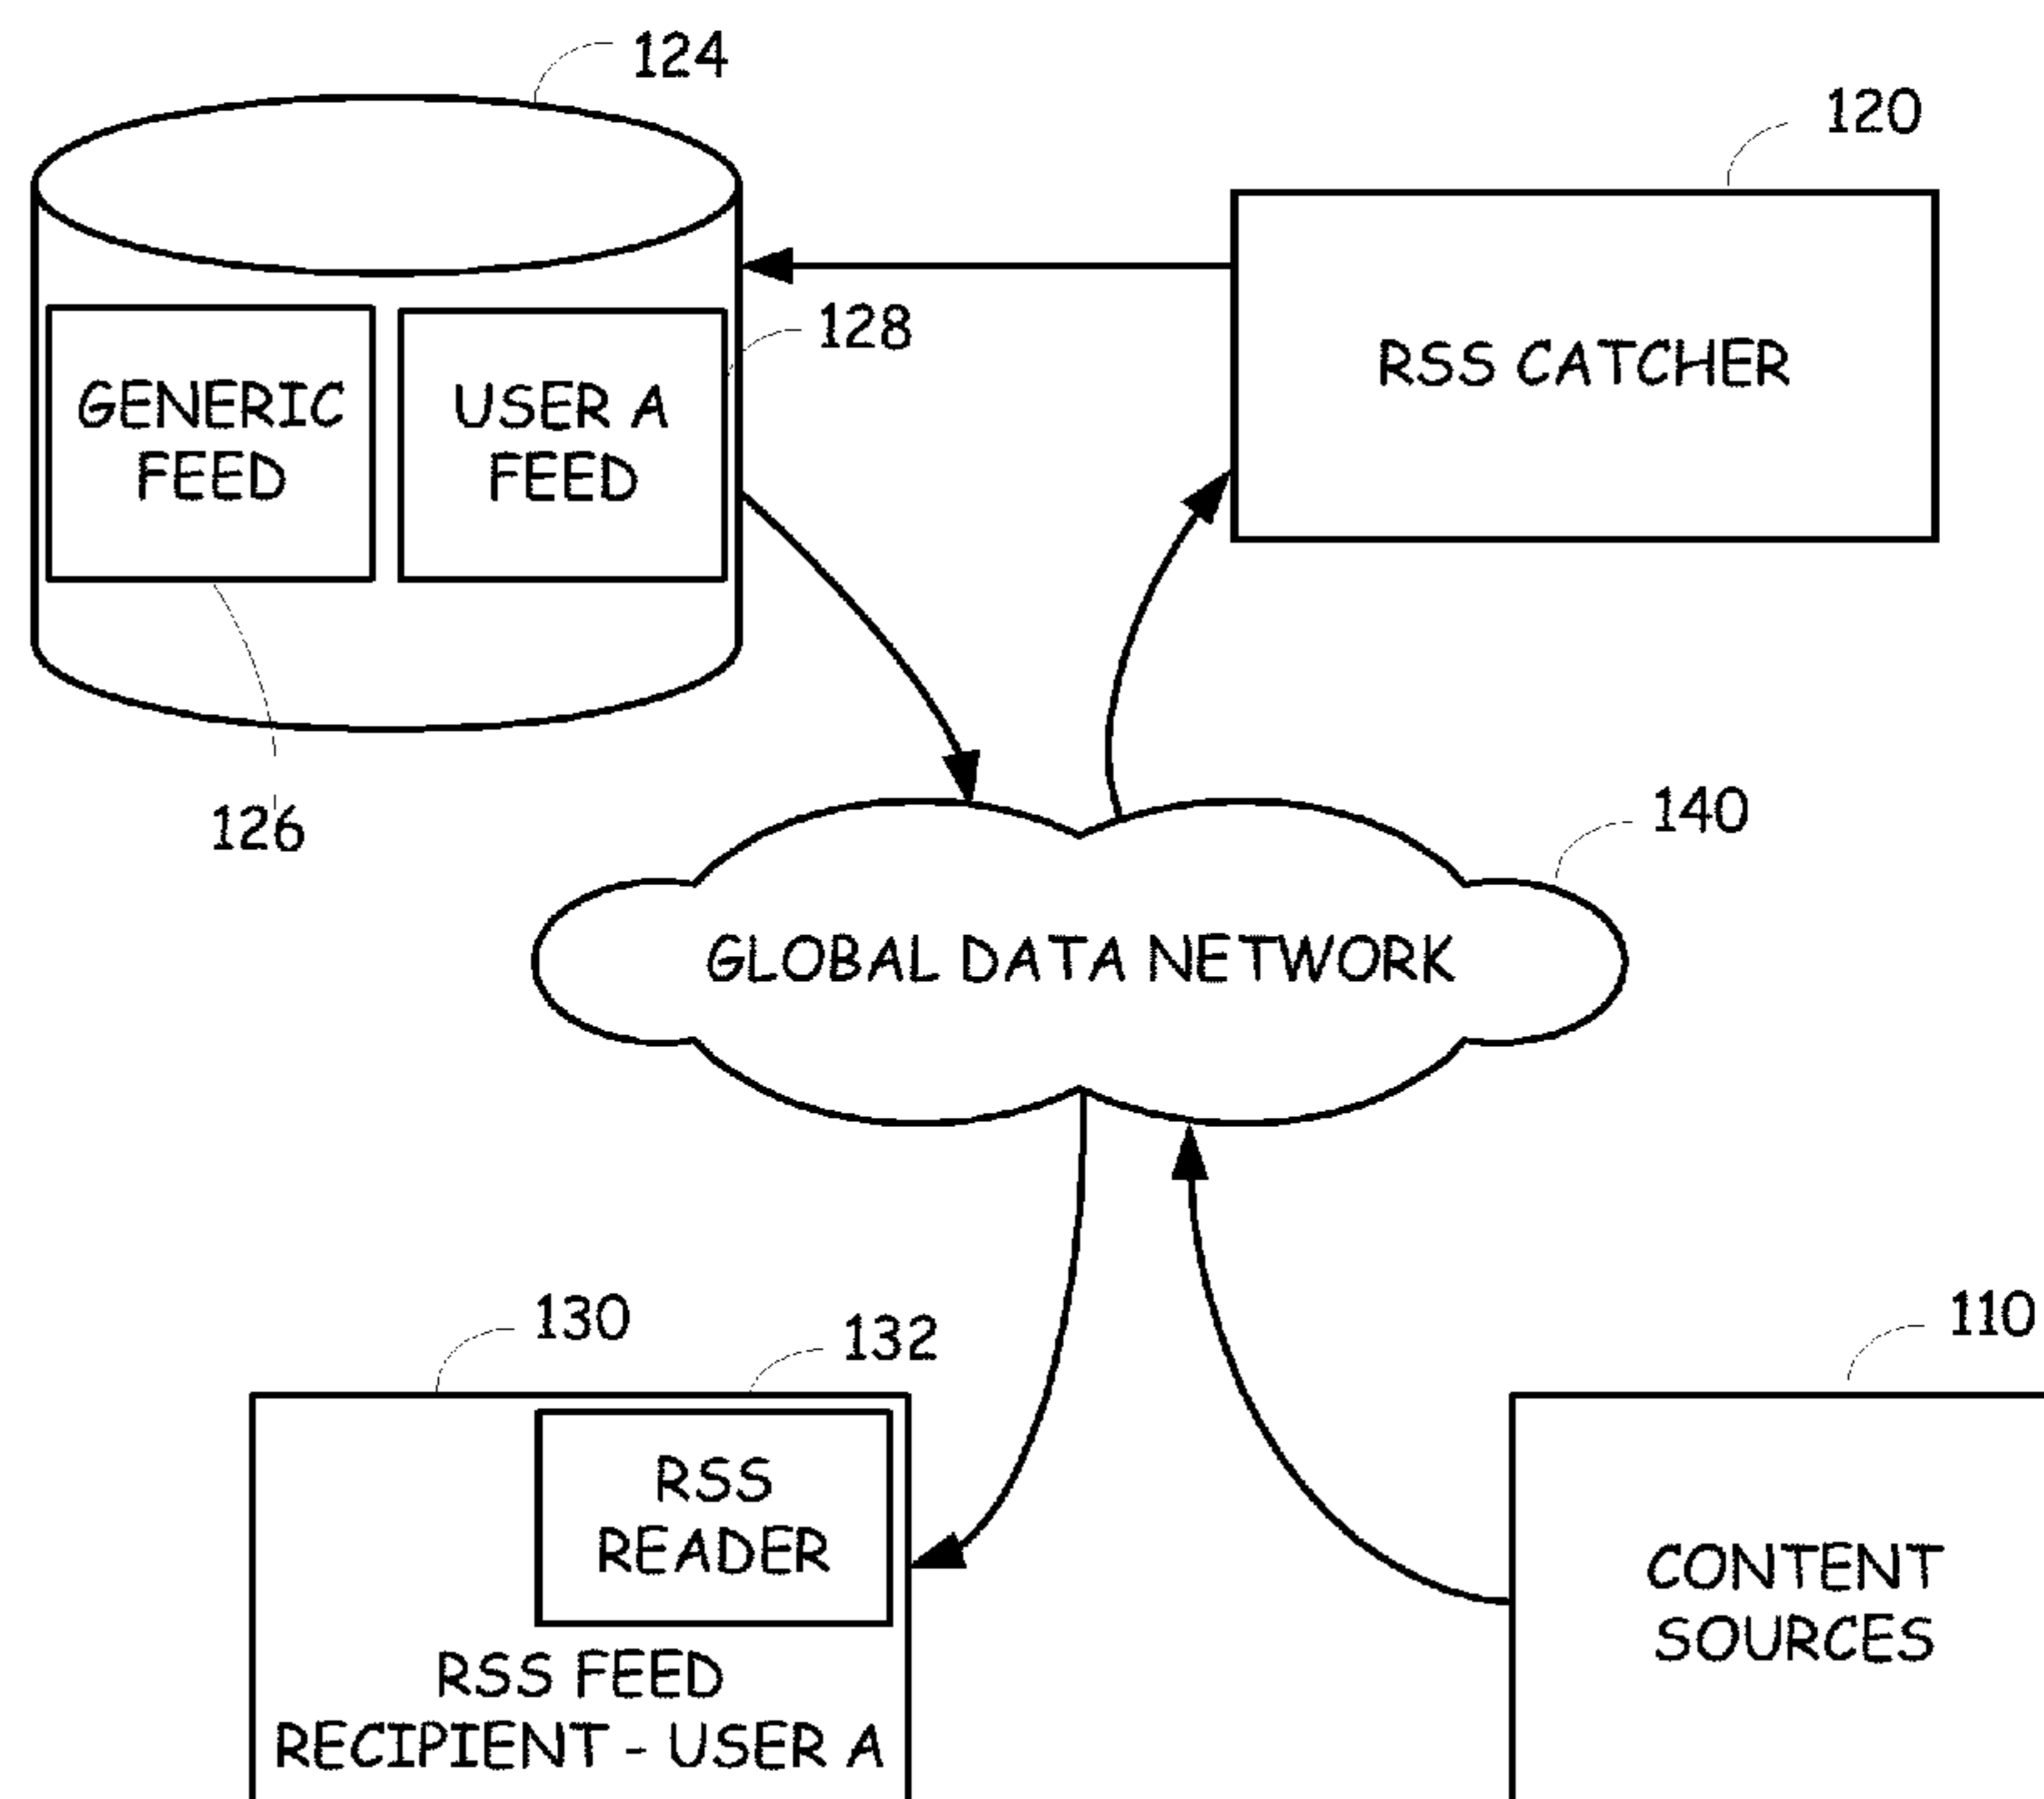 124
120
128
RSS CATCHER
GENERIC
FEED
USER A
FEED
126
140
GLOBAL DATA NETWORK
130
132
110
RSS
READER
RSS FEED
RECIPIENT - USER A
CONTENT
SOURCES